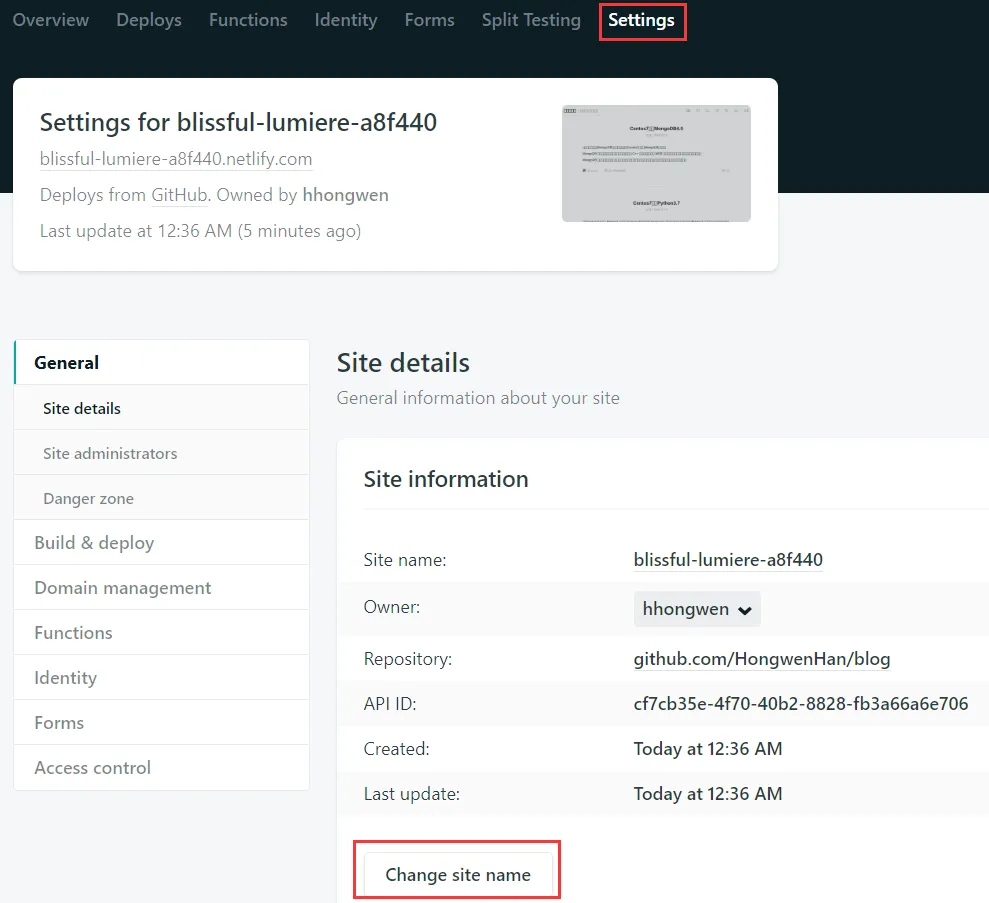 Overview Deploys Functions Identity Forms Split Testing Settings
Settings for blissful-lumiere-a8f440
blissful-lumiere-a8f440.netlify.com
Deploys from GitHub. Owned by hhongwen
Last update at 12:36 AM (5 minutes ago)
General
Site details
Site administrators
Danger zone
Build & deploy
Domain management
Functions
Identity
Forms
Access control
Site details
General information about your site
Site information
Site name: blissful-lumiere-a8f440
Owner: hhongwen
Repository: github.com/HongwenHan/blog
API ID: cf7cb35e-4f70-40b2-8828-fb3a66a6e706
Created: Today at 12:36 AM
Last update: Today at 12:36 AM
Change site name